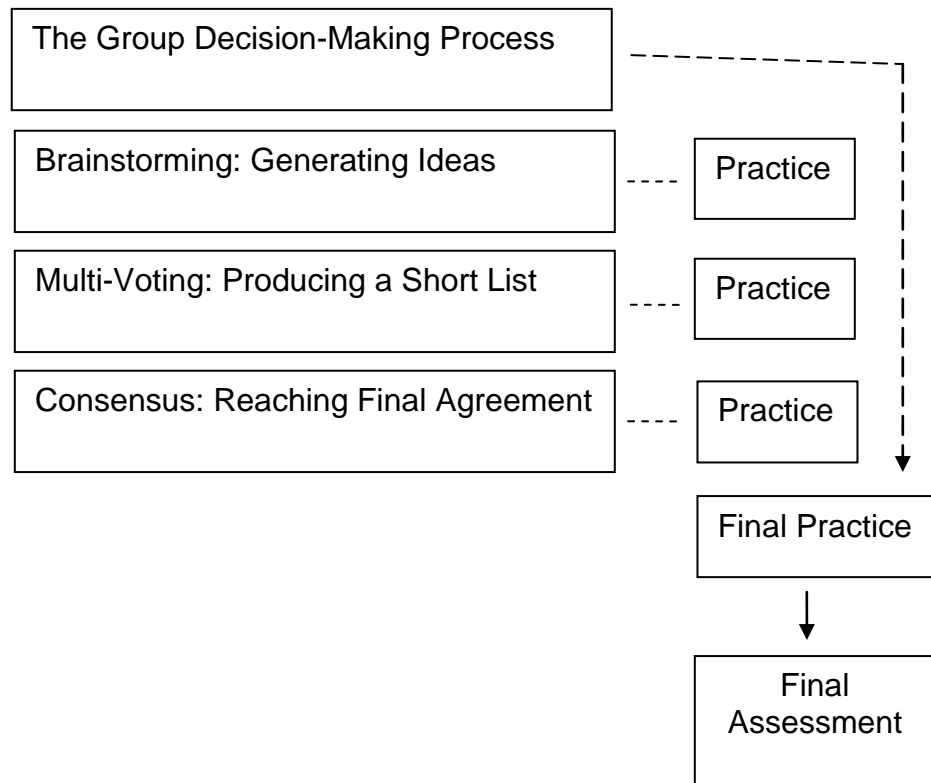 The Group Decision-Making Process
Brainstorming: Generating Ideas
Practice
Multi-Voting: Producing a Short List
Practice
Consensus: Reaching Final Agreement
Practice
Final Practice
Final
Assessment